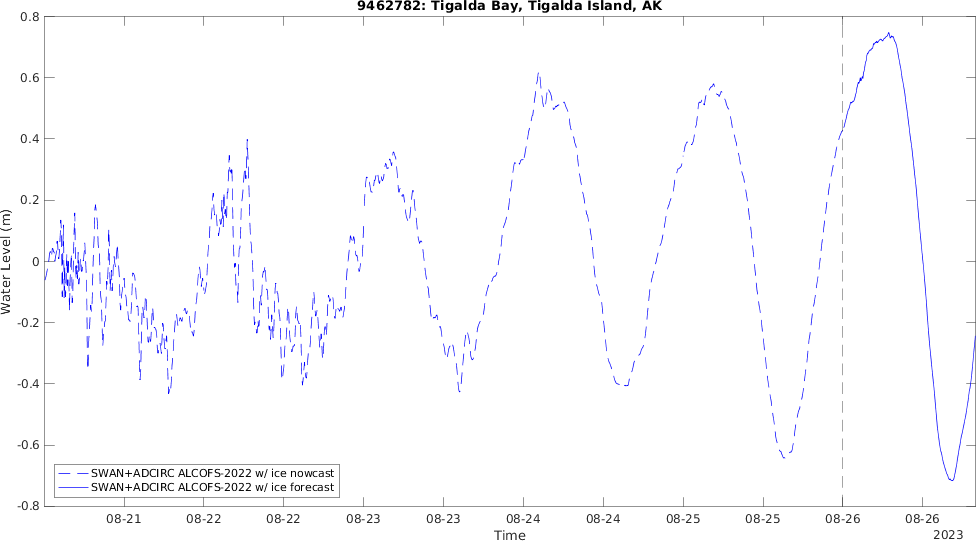 9462782: Tigalda Bay, Tigalda Island, AK
0.8
0.6
0.4
0.2
0
-0.2
-0.4
-0.6
-0.8
Water Level (m)
SWAN+ADCIRC ALCOFS-2022 w/ ice nowcast
SWAN+ADCIRC ALCOFS-2022 w/ ice forecast
08-21 08-22 08-22 08-23 08-23 08-24 08-24 08-25 08-25 08-26 08-26
Time
2023